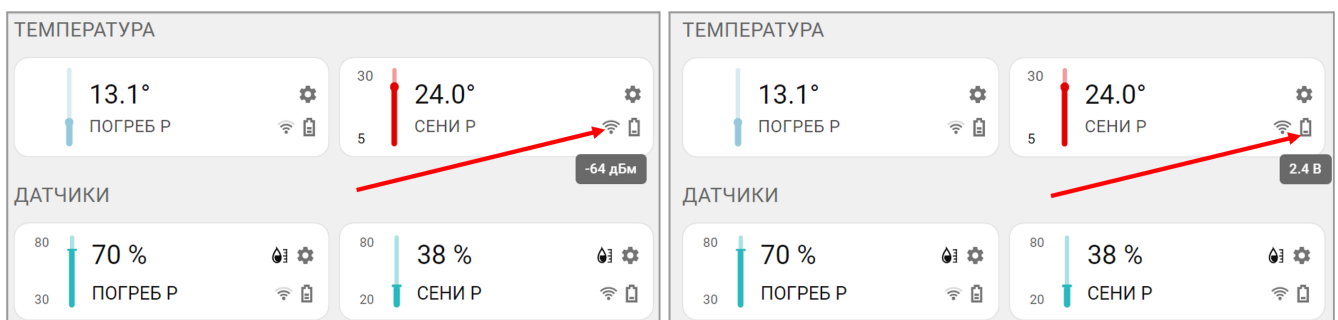 ТЕМПЕРАТУРА
13.1°
ПОГРЕБ Р
30
24.0°
СЕНИ Р
5
-64 дБм
ДАТЧИКИ
80
70 %
30
ПОГРЕБ Р
80
38 %
20
СЕНИ Р
ТЕМПЕРАТУРА
13.1°
ПОГРЕБ Р
30
24.0°
СЕНИ Р
5
2.4 В
ДАТЧИКИ
80
70 %
30
ПОГРЕБ Р
80
38 %
20
СЕНИ Р